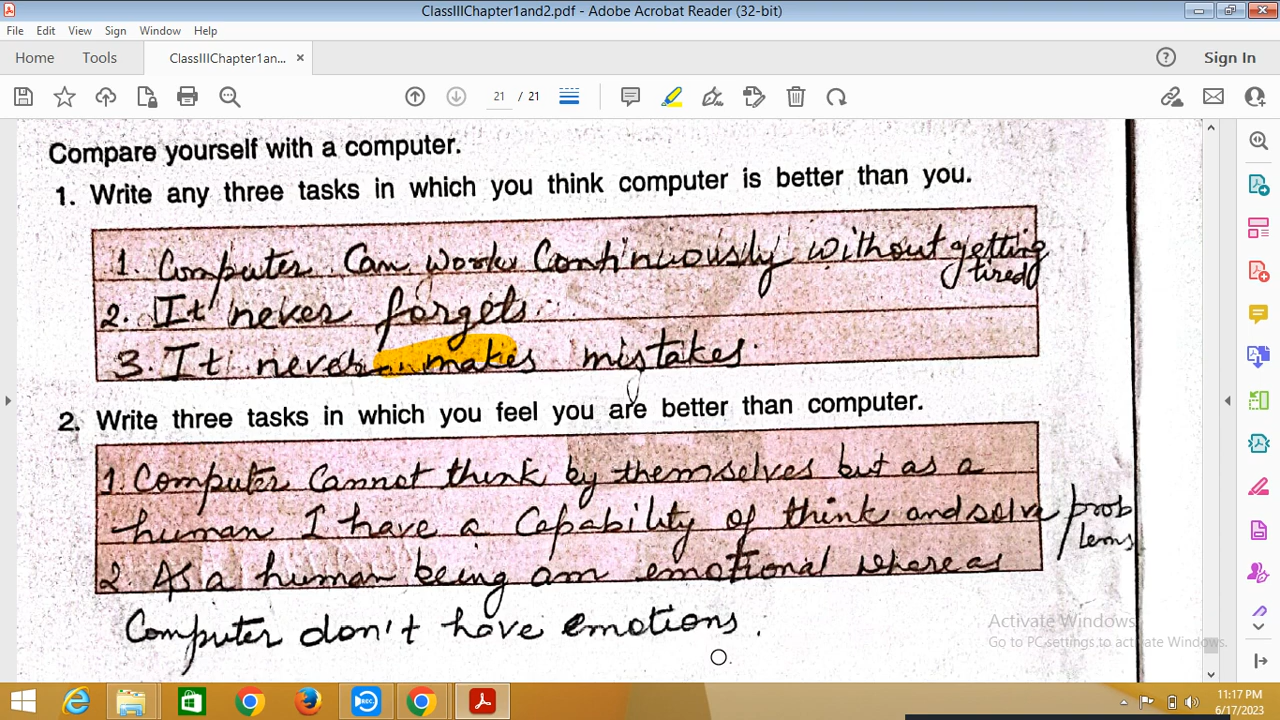 ClassIIIChapter1and2.pdf - Adobe Acrobat Reader (32-bit)
File Edit View Sign Window Help
Home Tools ClassIIIChapter1an... × ? Sign In
21 / 21
Compare yourself with a computer.
1. Write any three tasks in which you think computer is better than you.
1. Computer Can work Continuously without getting
tired
2. It never forgets.
3. It never makes mistakes.
2. Write three tasks in which you feel you are better than computer.
1. Computer Cannot think by themselves but as a
human I have a Capability of think and solve prob
lems
2. As a human being am emotional whereas
Computer don't have emotions.
Activate Windows
Go to PC settings to activate Windows.
REC
11:17 PM
6/17/2023